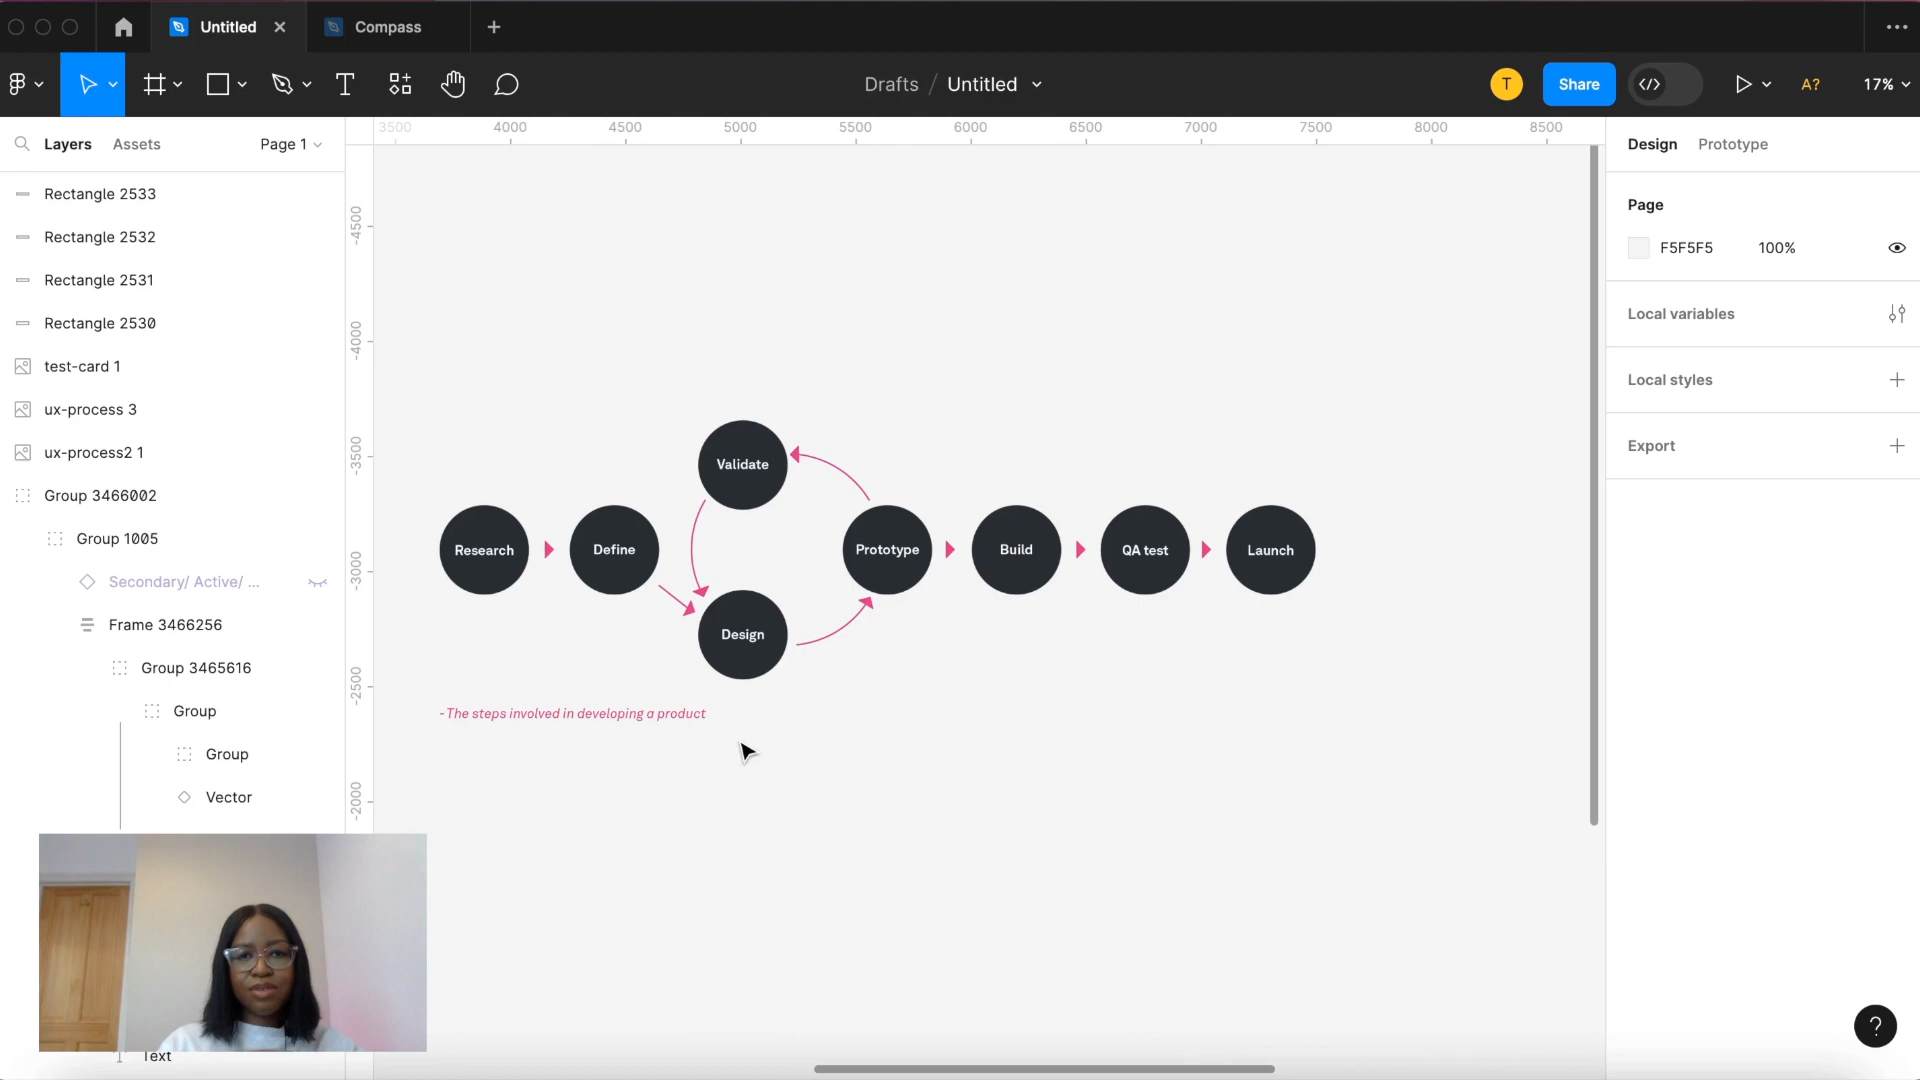 Untitled
Compass
Drafts / Untitled
T
Share
A?
17%
Layers
Assets
Page 1
3500
4000
4500
5000
5500
6000
6500
7000
7500
8000
8500
Design
Prototype
Rectangle 2533
Rectangle 2532
Rectangle 2531
Rectangle 2530
test-card 1
ux-process 3
ux-process2 1
Group 3466002
Group 1005
Secondary/ Active/ ...
Frame 3466256
Group 3465616
Group
Group
Vector
Text
-4500
-4000
-3500
-3000
-2500
-2000
Validate
Research
Define
Prototype
Build
QA test
Launch
Design
-The steps involved in developing a product
Page
F5F5F5
100%
Local variables
Local styles
Export
?